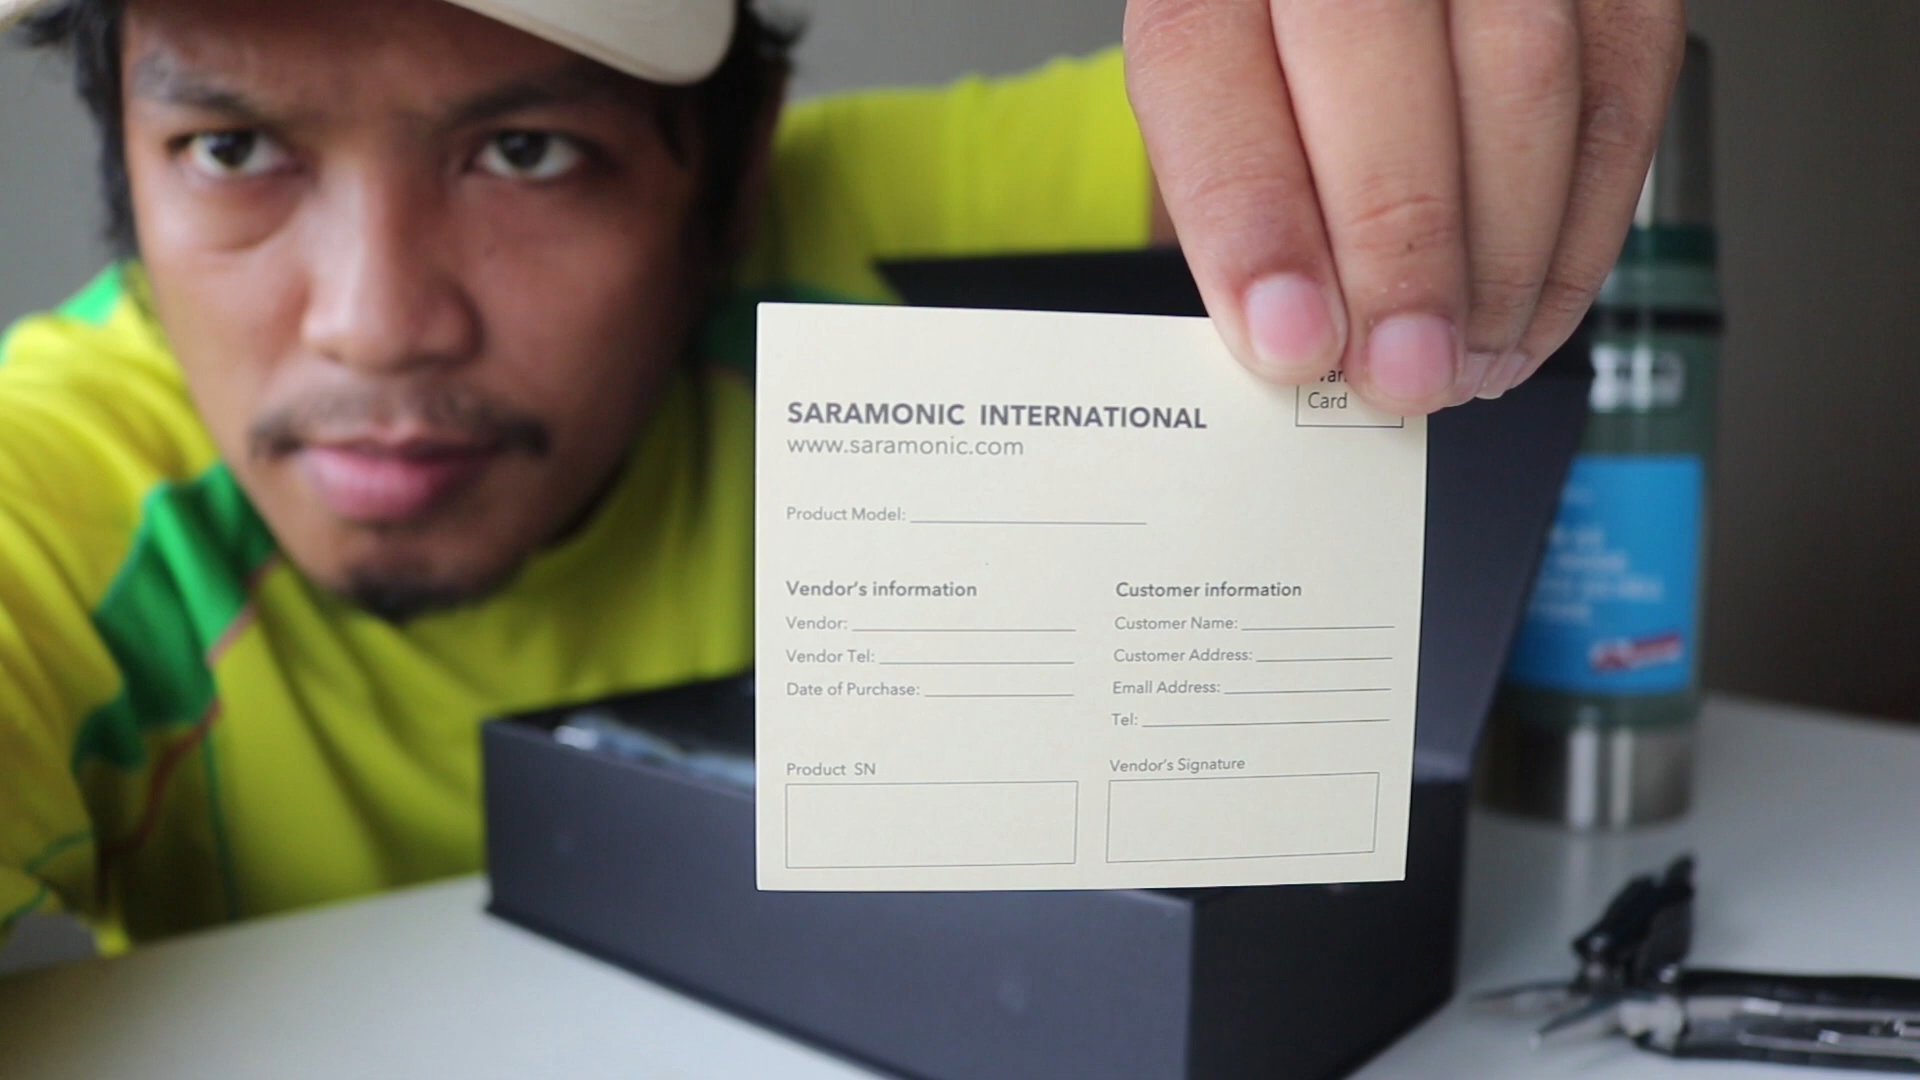 Card
SARAMONIC INTERNATIONAL
www.saramonic.com
Product Model:
Vendor's information
Vendor:
Vendor Tel:
Date of Purchase:
Customer information
Customer Name:
Customer Address:
Email Address:
Tel:
Product SN
Vendor's Signature